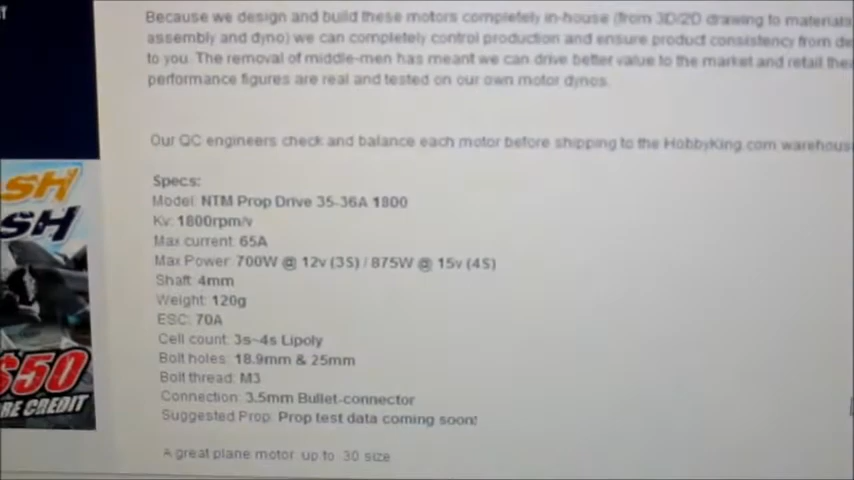 Because we design and build these motors completely in-house (from 3D/2D drawing to materials
assembly and dyno) we can completely control production and ensure product consistency from
to you. The removal of middle-men has meant we can drive better value to the market and retail
performance figures are real and tested on our own motor dynos.
Our QC engineers check and balance each motor before shipping to the HobbyKing.com
Specs:
Model: NTM Prop Drive 35-36A 1800
Kv: 1800rpm/v
Max current: 65A
Max Power: 700W @ 12v (3S) / 875W @ 15v (4S)
Shaft: 4mm
Weight: 120g
ESC: 70A
Cell count: 3s~4s Lipoly
Bolt holes: 18.9mm & 25mm
Bolt thread: M3
Connection: 3.5mm Bullet-connector
Suggested Prop: Prop test data coming soon!
A great plane motor up to .30 size
SH
SH
$50
CREDIT